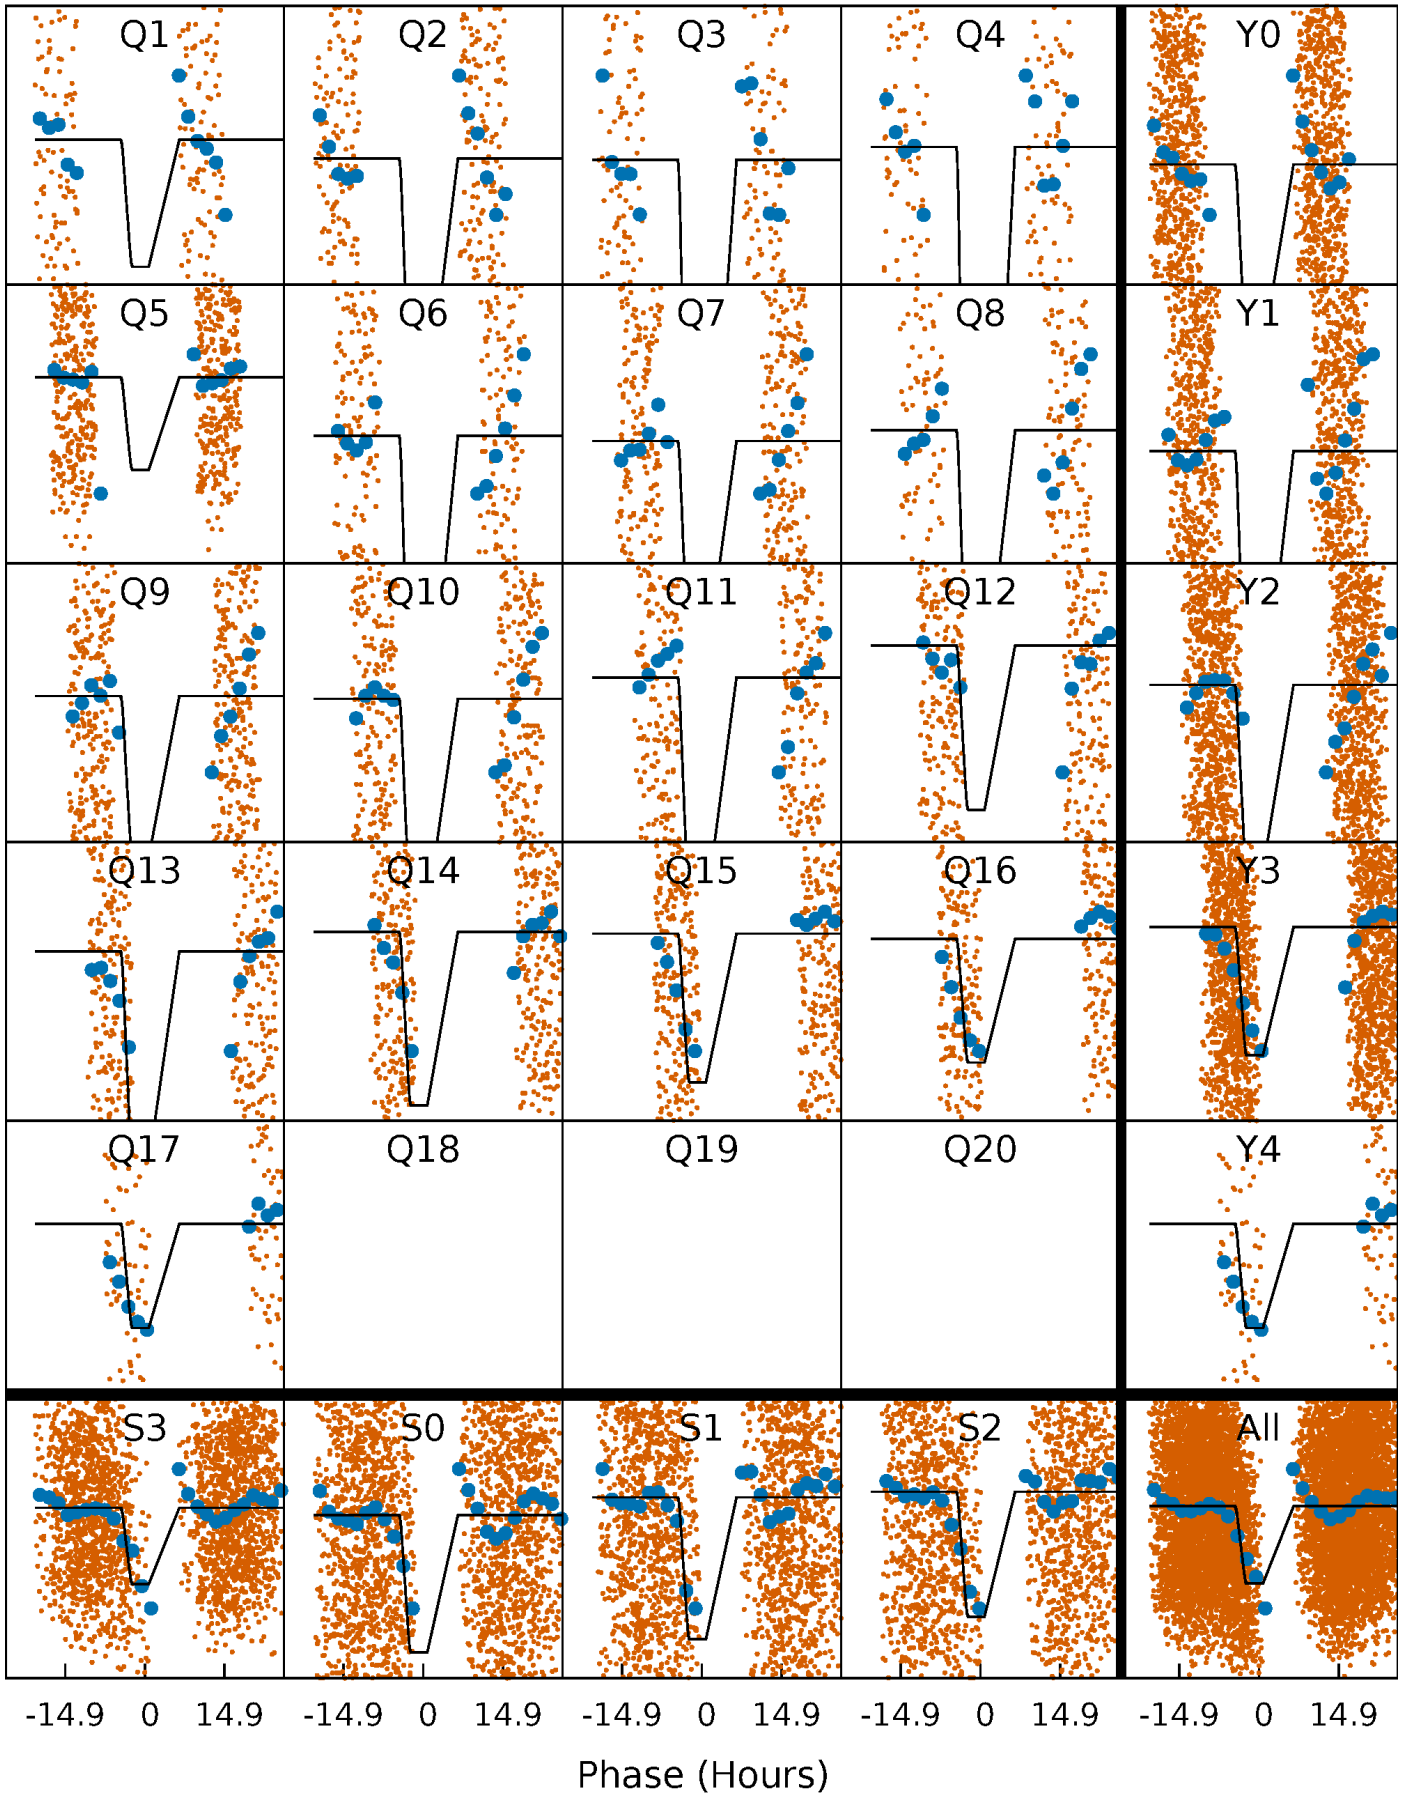 Q1 Q2 Q3 Q4 Y0
Q5 Q6 Q7 Q8 Y1
Q9 Q10 Q11 Q12 Y2
Q13 Q14 Q15 Q16 Y3
Q17 Q18 Q19 Q20 Y4
S3 S0 S1 S2 All
-14.9 0 14.9 -14.9 0 14.9 -14.9 0 14.9 -14.9 0 14.9 -14.9 0 14.9
Phase (Hours)